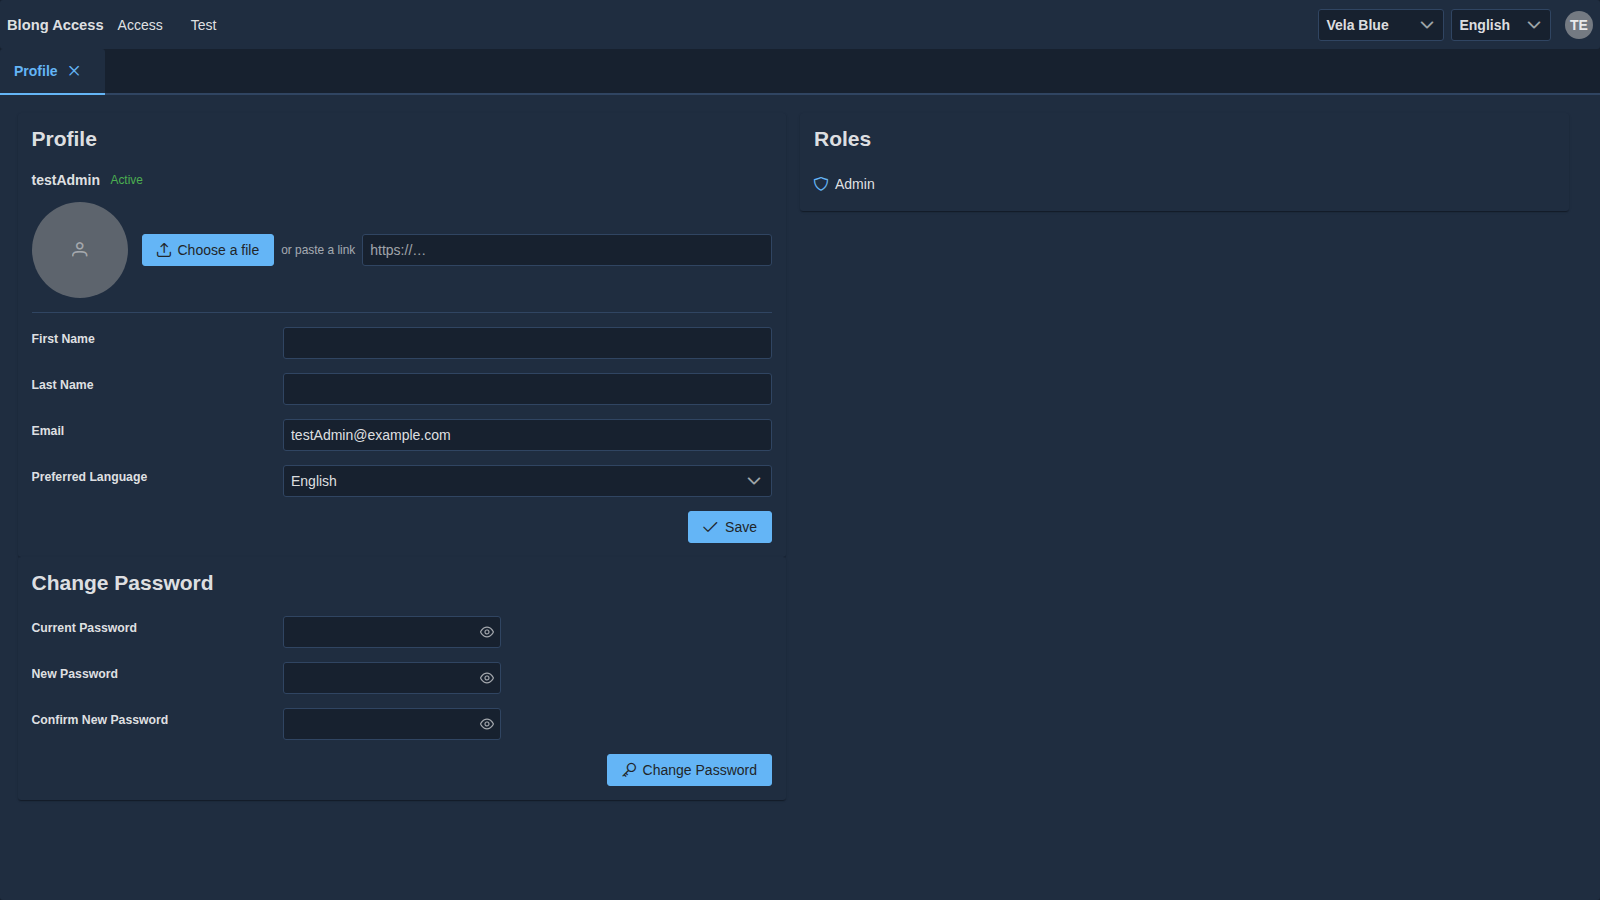 Blong Access Access Test Vela Blue English TE
Profile
Profile
testAdmin Active
Choose a file or paste a link https://…
First Name
Last Name
Email testAdmin@example.com
Preferred Language English
Save
Change Password
Current Password
New Password
Confirm New Password
Change Password
Roles
Admin